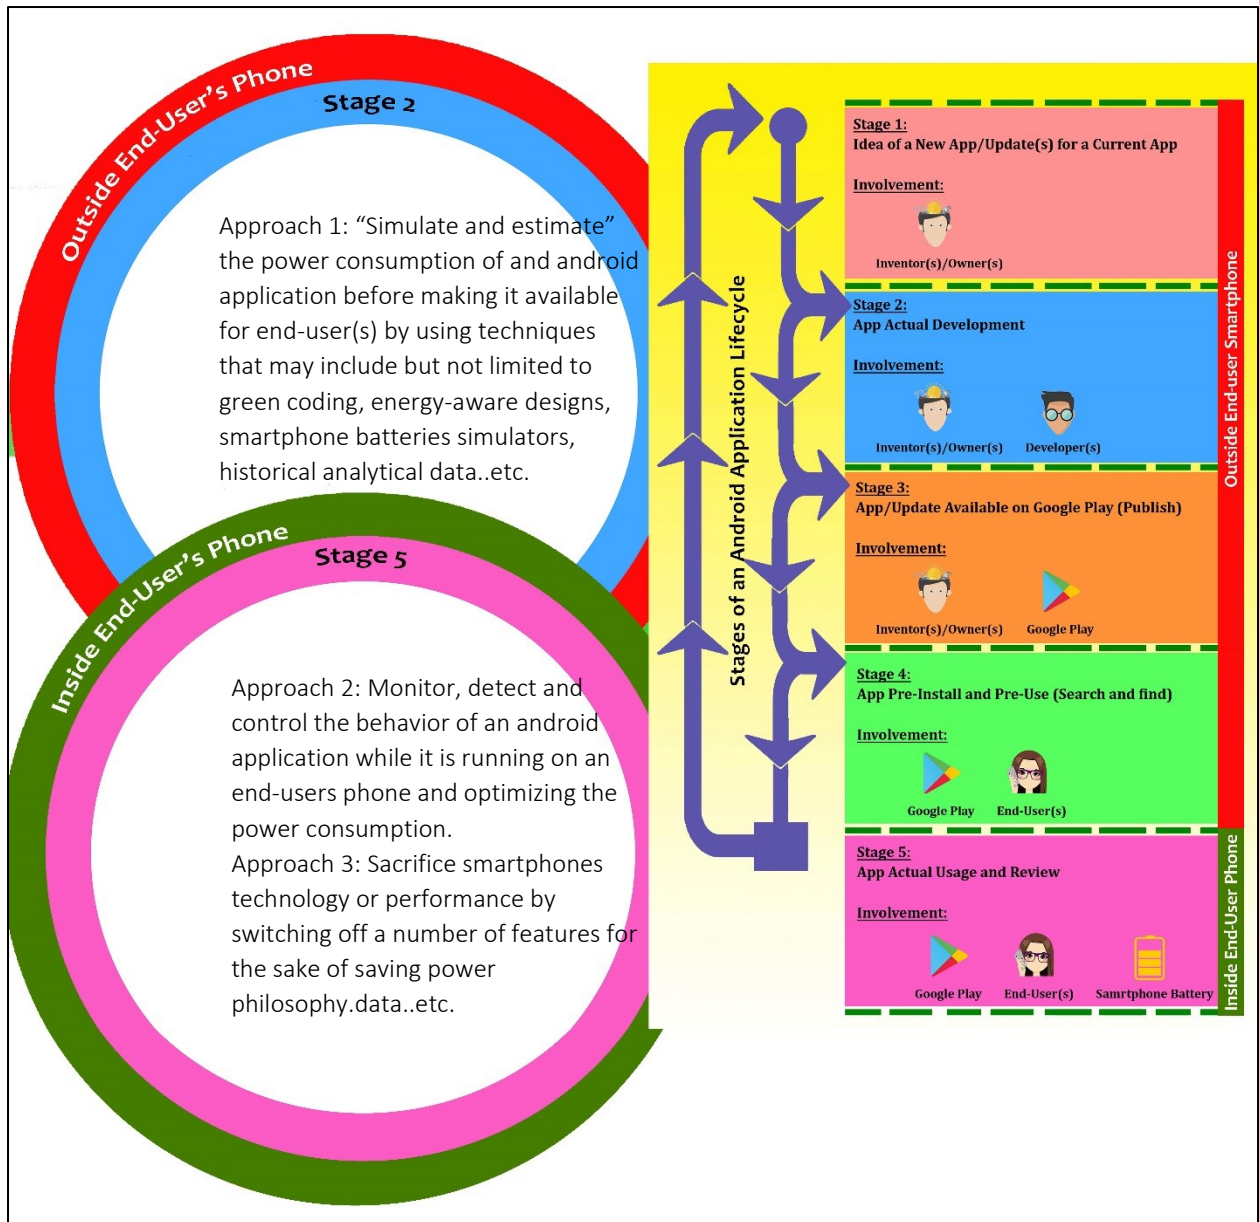 Outside End-User's Phone
Stage 2
Approach 1: “Simulate and estimate”
the power consumption of and android
application before making it available
for end-user(s) by using techniques
that may include but not limited to
green coding, energy-aware designs,
smartphone batteries simulators,
historical analytical data..etc.
Inside End-User's Phone
Stage 5
Approach 2: Monitor, detect and
control the behavior of an android
application while it is running on an
end-users phone and optimizing the
power consumption.
Approach 3: Sacrifice smartphones
technology or performance by
switching off a number of features for
the sake of saving power
philosophy.data..etc.
Stages of an Android Application Lifecycle
Stage 1:
Idea of a New App/Update(s) for a Current App
Involvement:
Inventor(s)/Owner(s)
Stage 2:
App Actual Development
Involvement:
Inventor(s)/Owner(s) Developer(s)
Stage 3:
App/Update Available on Google Play (Publish)
Involvement:
Inventor(s)/Owner(s) Google Play
Stage 4:
App Pre-Install and Pre-Use (Search and find)
Involvement:
Google Play End-User(s)
Stage 5:
App Actual Usage and Review
Involvement:
Google Play End-User(s) Samrtphone Battery
Outside End-user Smartphone
Inside End-User Phone